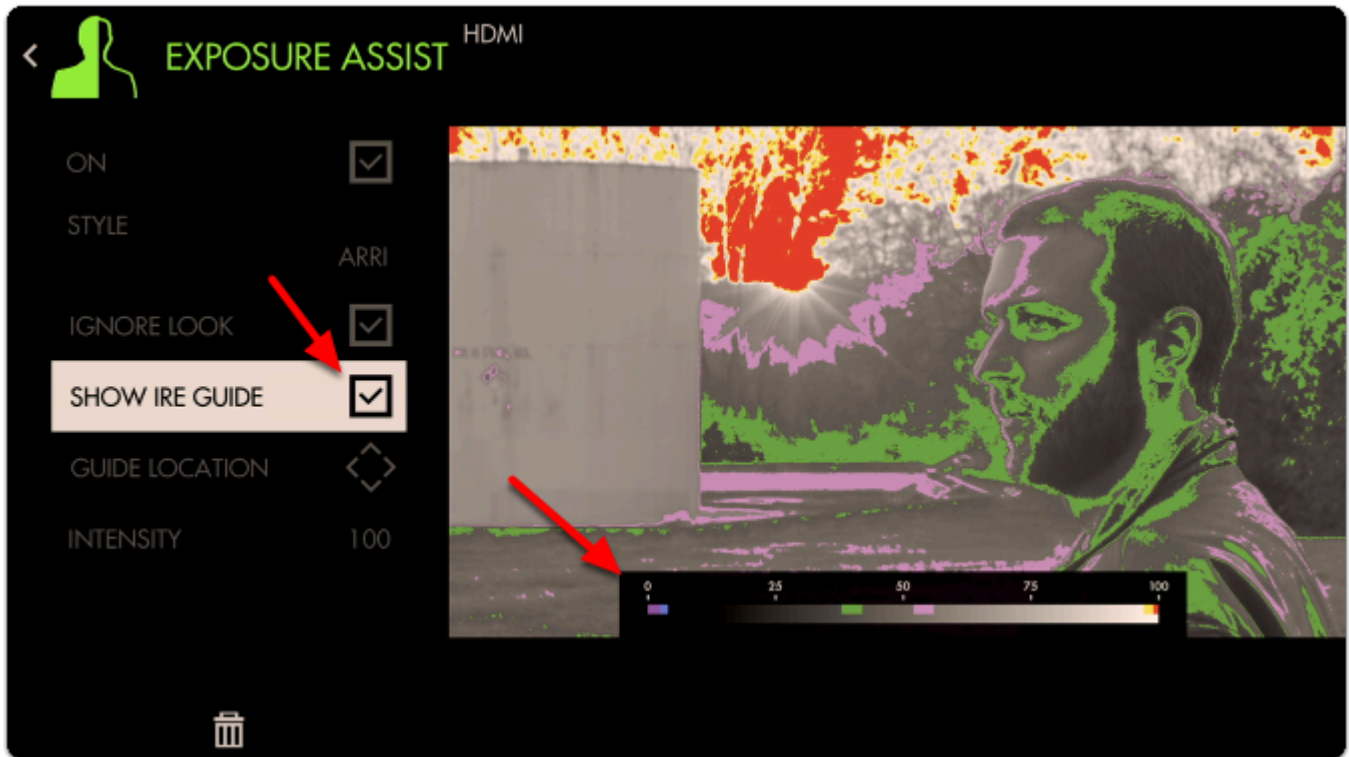 EXPOSURE ASSIST
HDMI
ON
STYLE
ARRI
IGNORE LOOK
SHOW IRE GUIDE
GUIDE LOCATION
INTENSITY 100
0 25 50 75 100